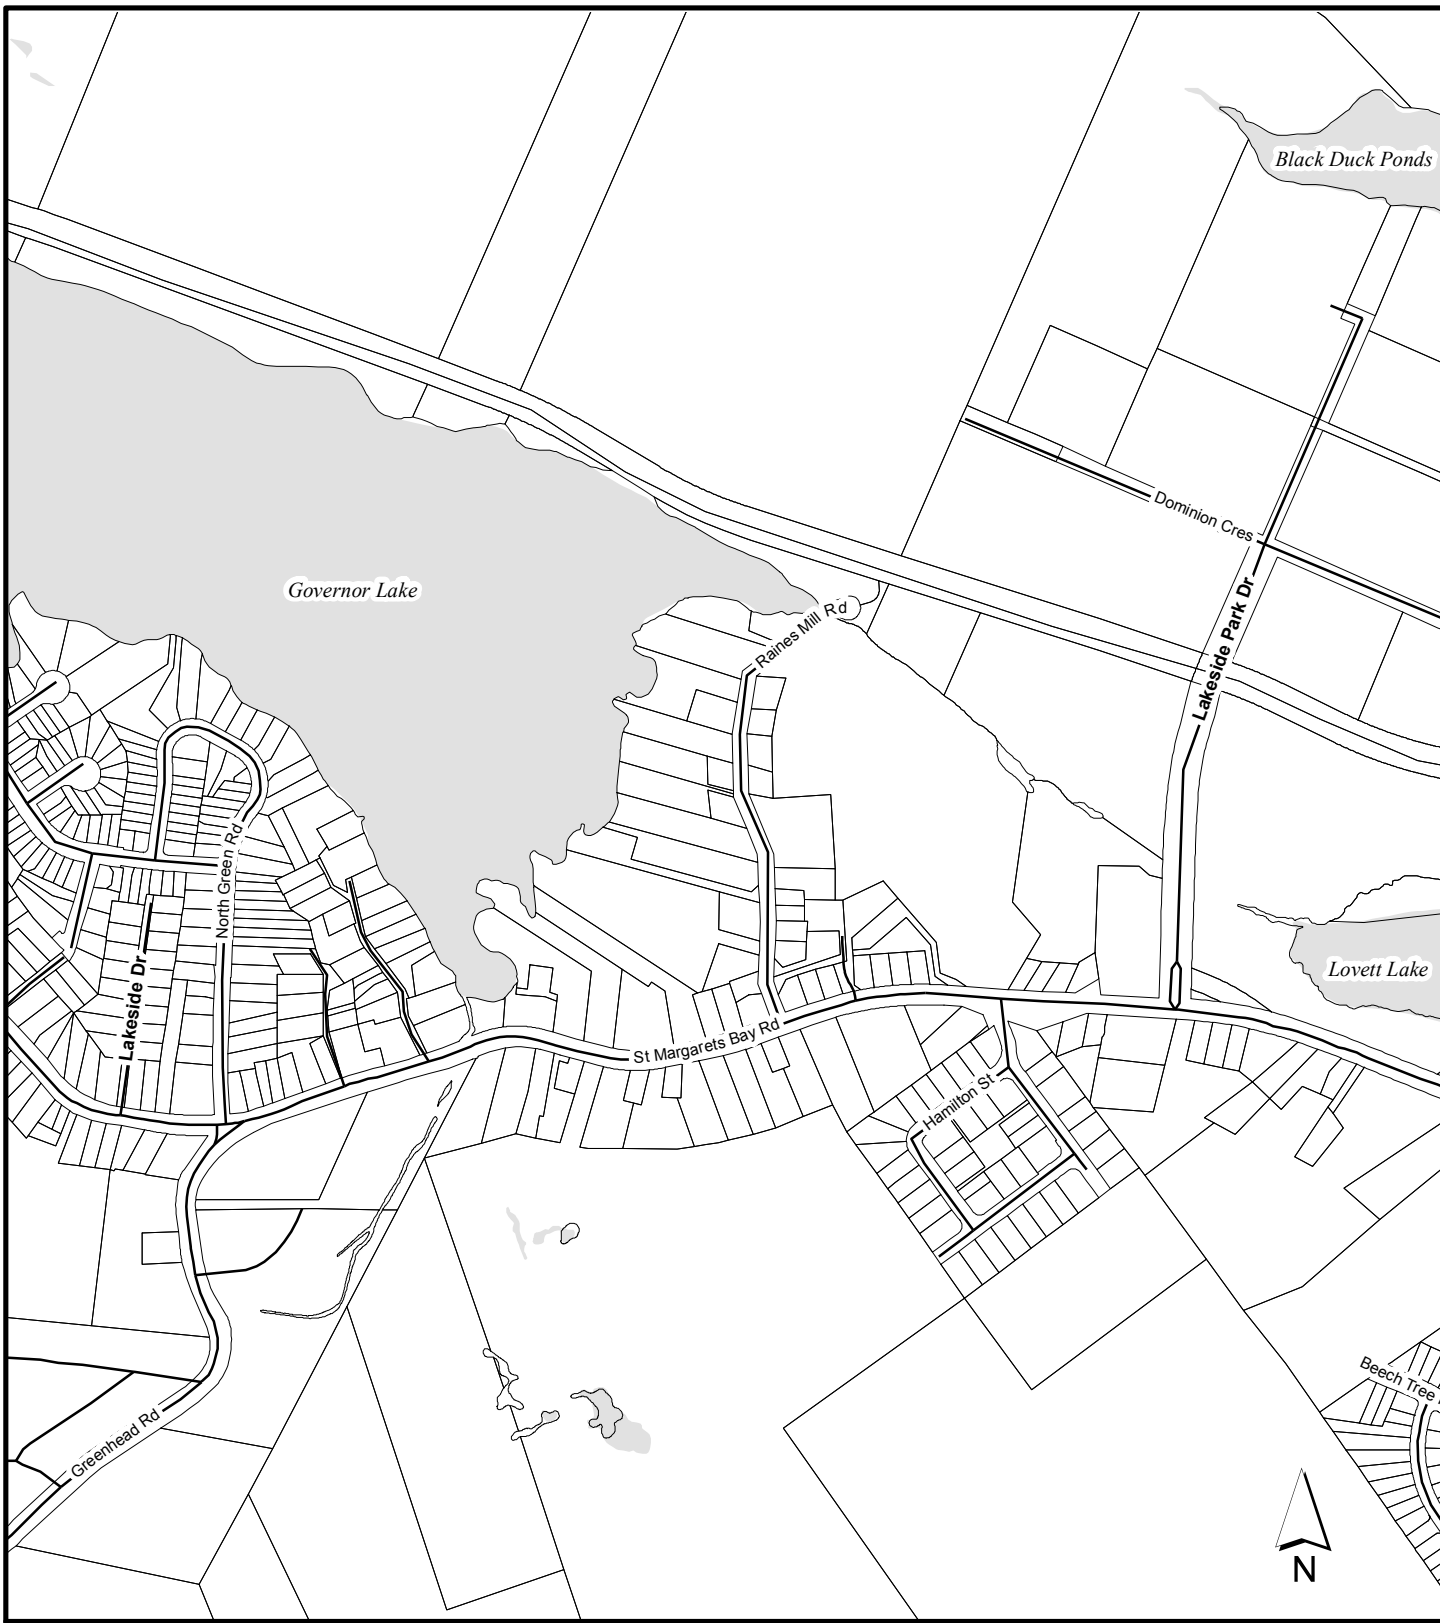 Black Duck Ponds
Dominion Cres
Governor Lake
Raines Mill Rd
Lakeside Park Dr
North Green Rd
Lakeside Dr
Lovett Lake
St Margarets Bay Rd
Hamilton St
Beech Tree
Greenhead Rd
N